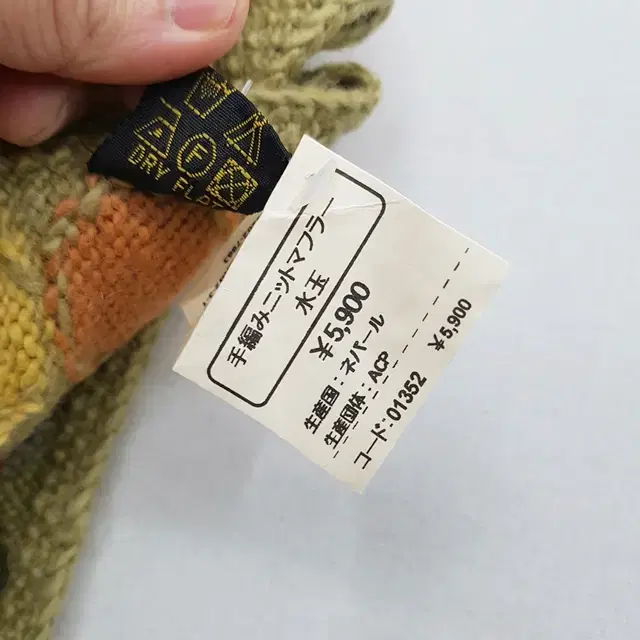 DRY
FLAT
手編みニットマフラー
水玉
￥5,900
生産国：ネパール
生産団体：ACP
コード：01352
￥5,900